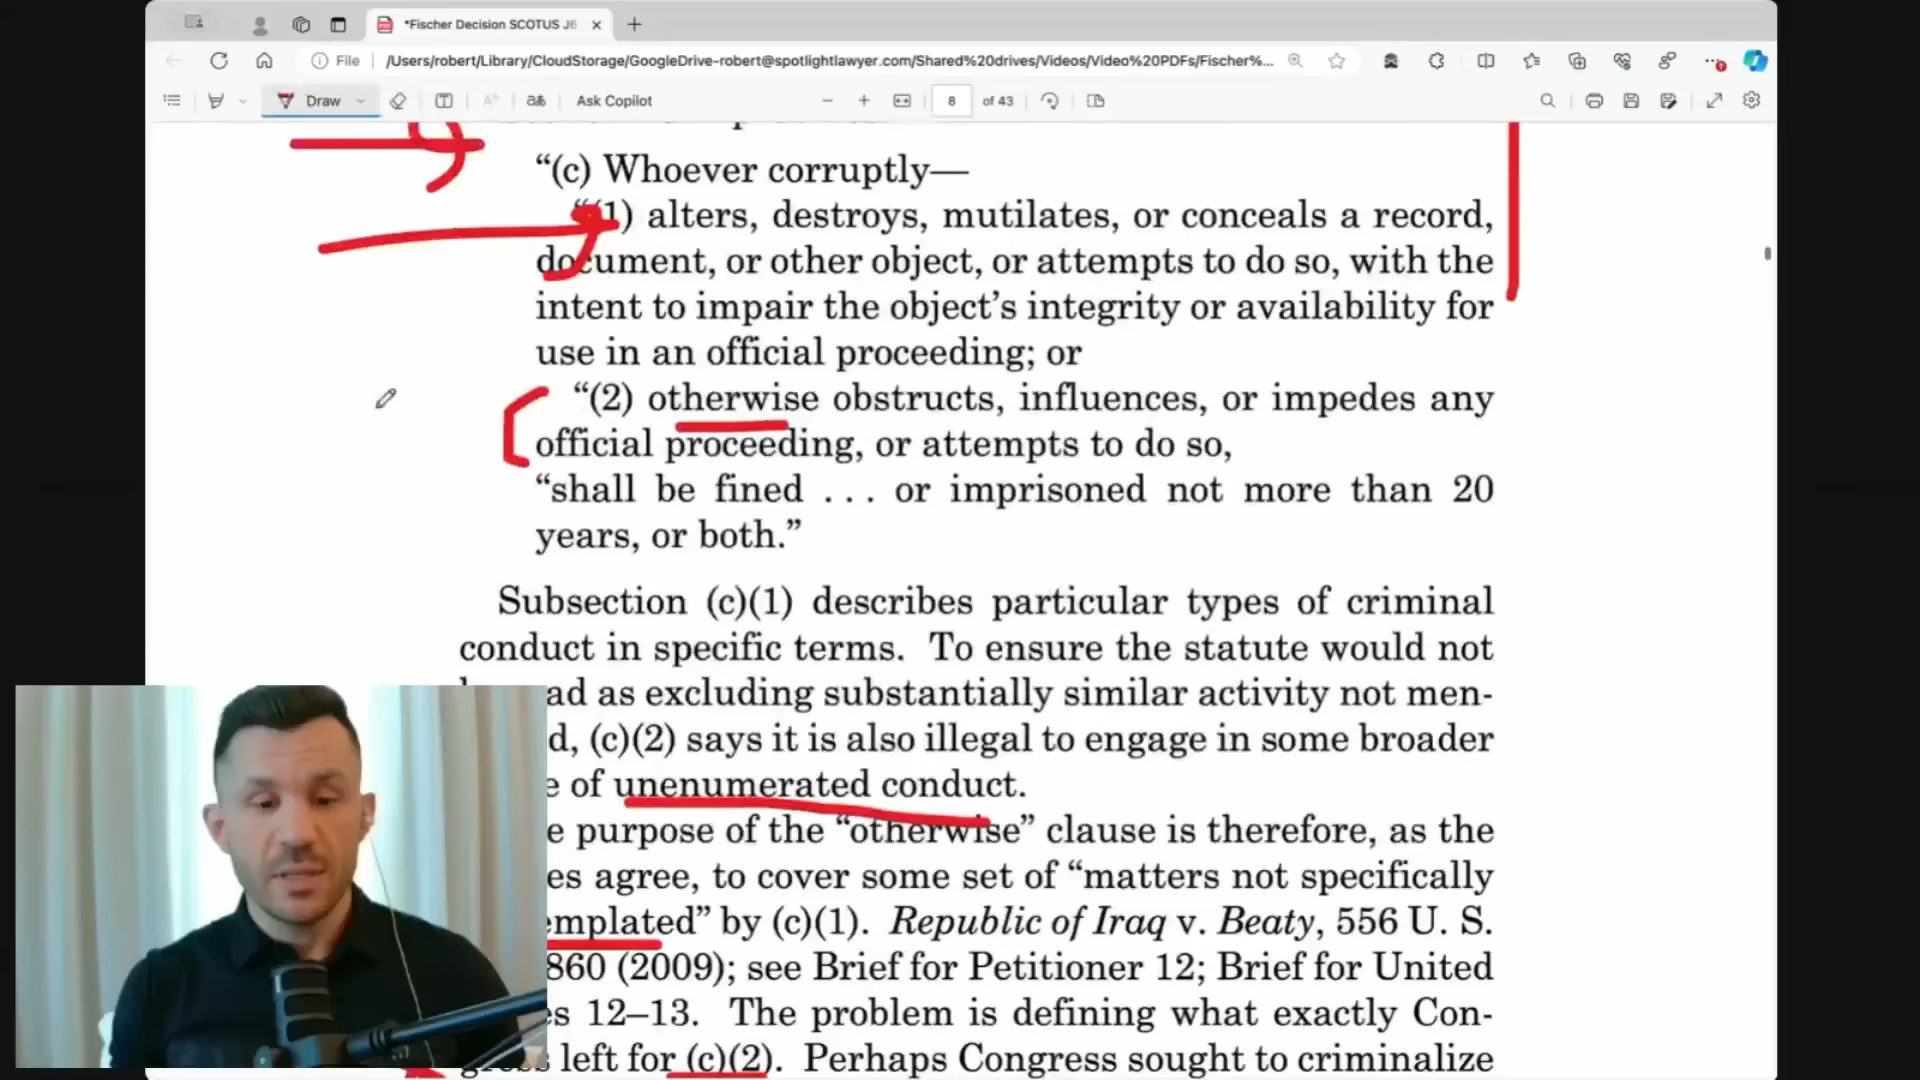 *Fischer Decision SCOTUS J6
File /Users/robert/Library/CloudStorage/GoogleDrive-robert@spotlightlawyer.com/Shared%20drives/Videos/Video%20PDFs/Fischer%...
Draw Ask Copilot 8 of 43
“(c) Whoever corruptly—
“(1) alters, destroys, mutilates, or conceals a record,
document, or other object, or attempts to do so, with the
intent to impair the object’s integrity or availability for
use in an official proceeding; or
“(2) otherwise obstructs, influences, or impedes any
official proceeding, or attempts to do so,
“shall be fined . . . or imprisoned not more than 20
years, or both.”
Subsection (c)(1) describes particular types of criminal
conduct in specific terms. To ensure the statute would not
ad as excluding substantially similar activity not men-
d, (c)(2) says it is also illegal to engage in some broader
e of unenumerated conduct.
e purpose of the “otherwise” clause is therefore, as the
es agree, to cover some set of “matters not specifically
emplated” by (c)(1). Republic of Iraq v. Beaty, 556 U. S.
860 (2009); see Brief for Petitioner 12; Brief for United
es 12–13. The problem is defining what exactly Con-
gress left for (c)(2). Perhaps Congress sought to criminalize